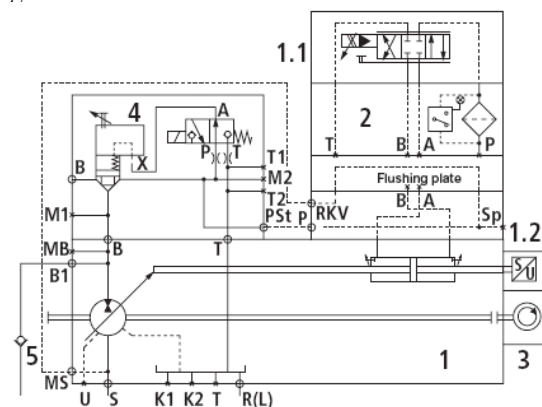 1.1
4
A
2
B
X
P
T
T1
M2
T2
T
B
A
P
Flushing plate
B
A
M1
PSt
P
RKV
Sp
1.2
MB
B
T
B1
S
U
5
1
3
MS
U
S
K1
K2
T
R(L)